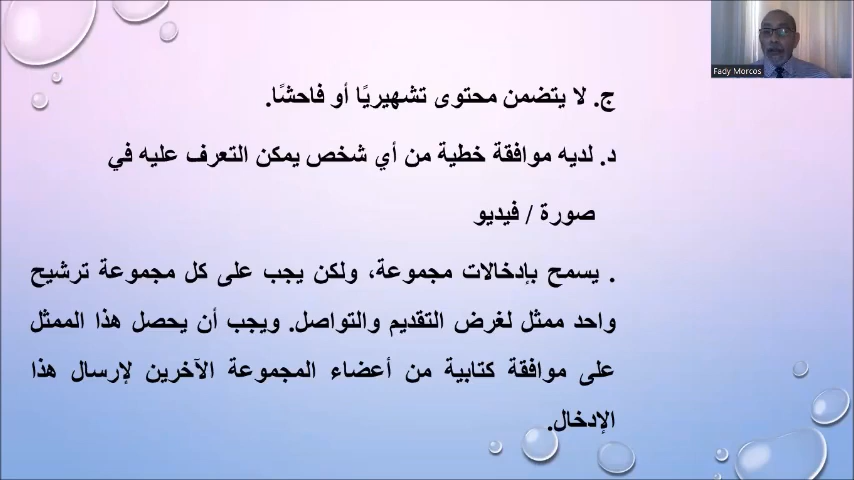 Fady Morcos
ج. لا يتضمن محتوى تشهيريًا أو فاحشًا.
د. لديه موافقة خطية من أي شخص يمكن التعرف عليه في
صورة / فيديو
. يسمح بإدخالات مجموعة، ولكن يجب على كل مجموعة ترشيح
واحد ممثل لغرض التقديم والتواصل. ويجب أن يحصل هذا الممثل
على موافقة كتابية من أعضاء المجموعة الآخرين لإرسال هذا
الإدخال.